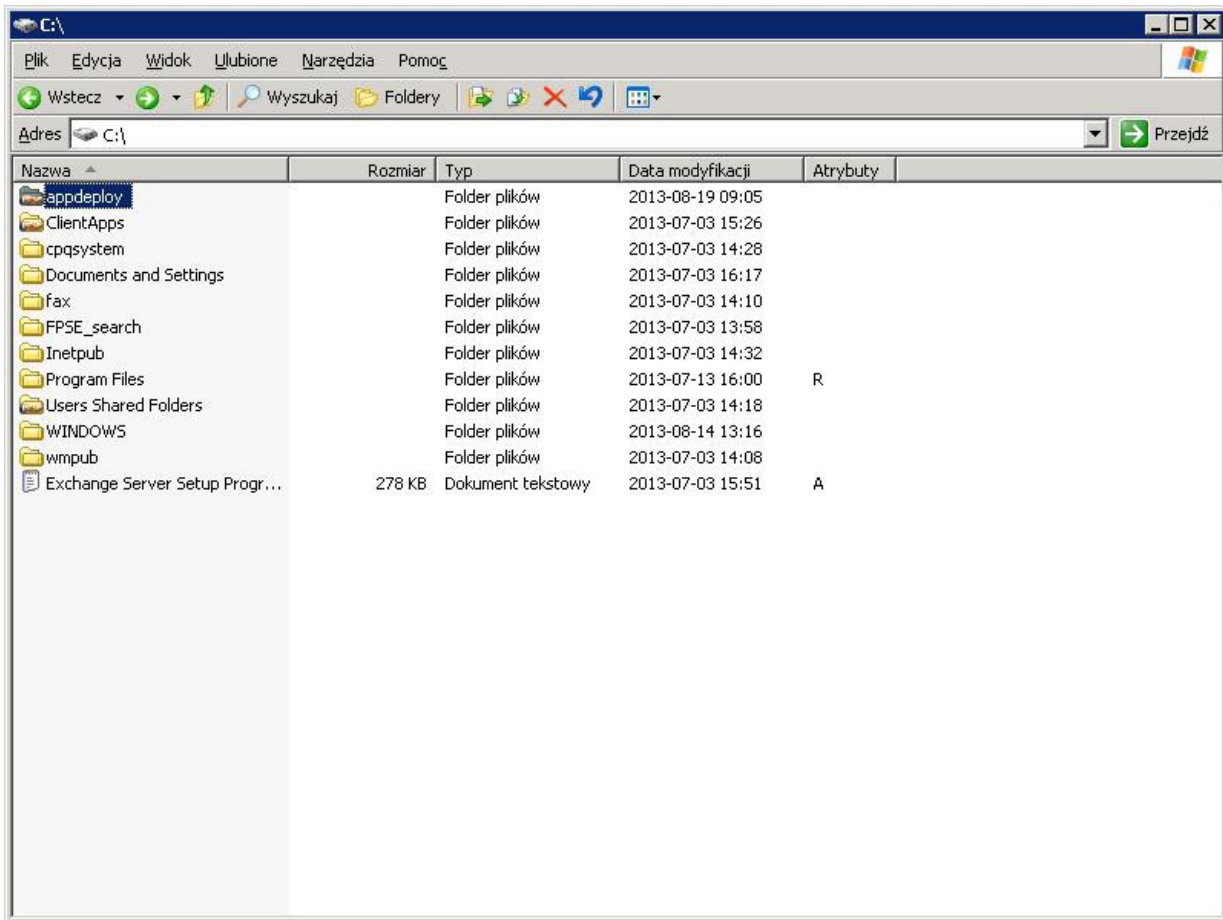 C:\
Plik Edycja Widok Ulubione Narzędzia Pomoc
Wstecz Wyszukaj Foldery
Adres C:\ Przejdź
Nazwa Rozmiar Typ Data modyfikacji Atrybuty
appdeploy Folder plików 2013-08-19 09:05
ClientApps Folder plików 2013-07-03 15:26
cpqsystem Folder plików 2013-07-03 14:28
Documents and Settings Folder plików 2013-07-03 16:17
fax Folder plików 2013-07-03 14:10
FPSE_search Folder plików 2013-07-03 13:58
Inetpub Folder plików 2013-07-03 14:32
Program Files Folder plików 2013-07-13 16:00 R
Users Shared Folders Folder plików 2013-07-03 14:18
WINDOWS Folder plików 2013-08-14 13:16
wmpub Folder plików 2013-07-03 14:08
Exchange Server Setup Progr... 278 KB Dokument tekstowy 2013-07-03 15:51 A